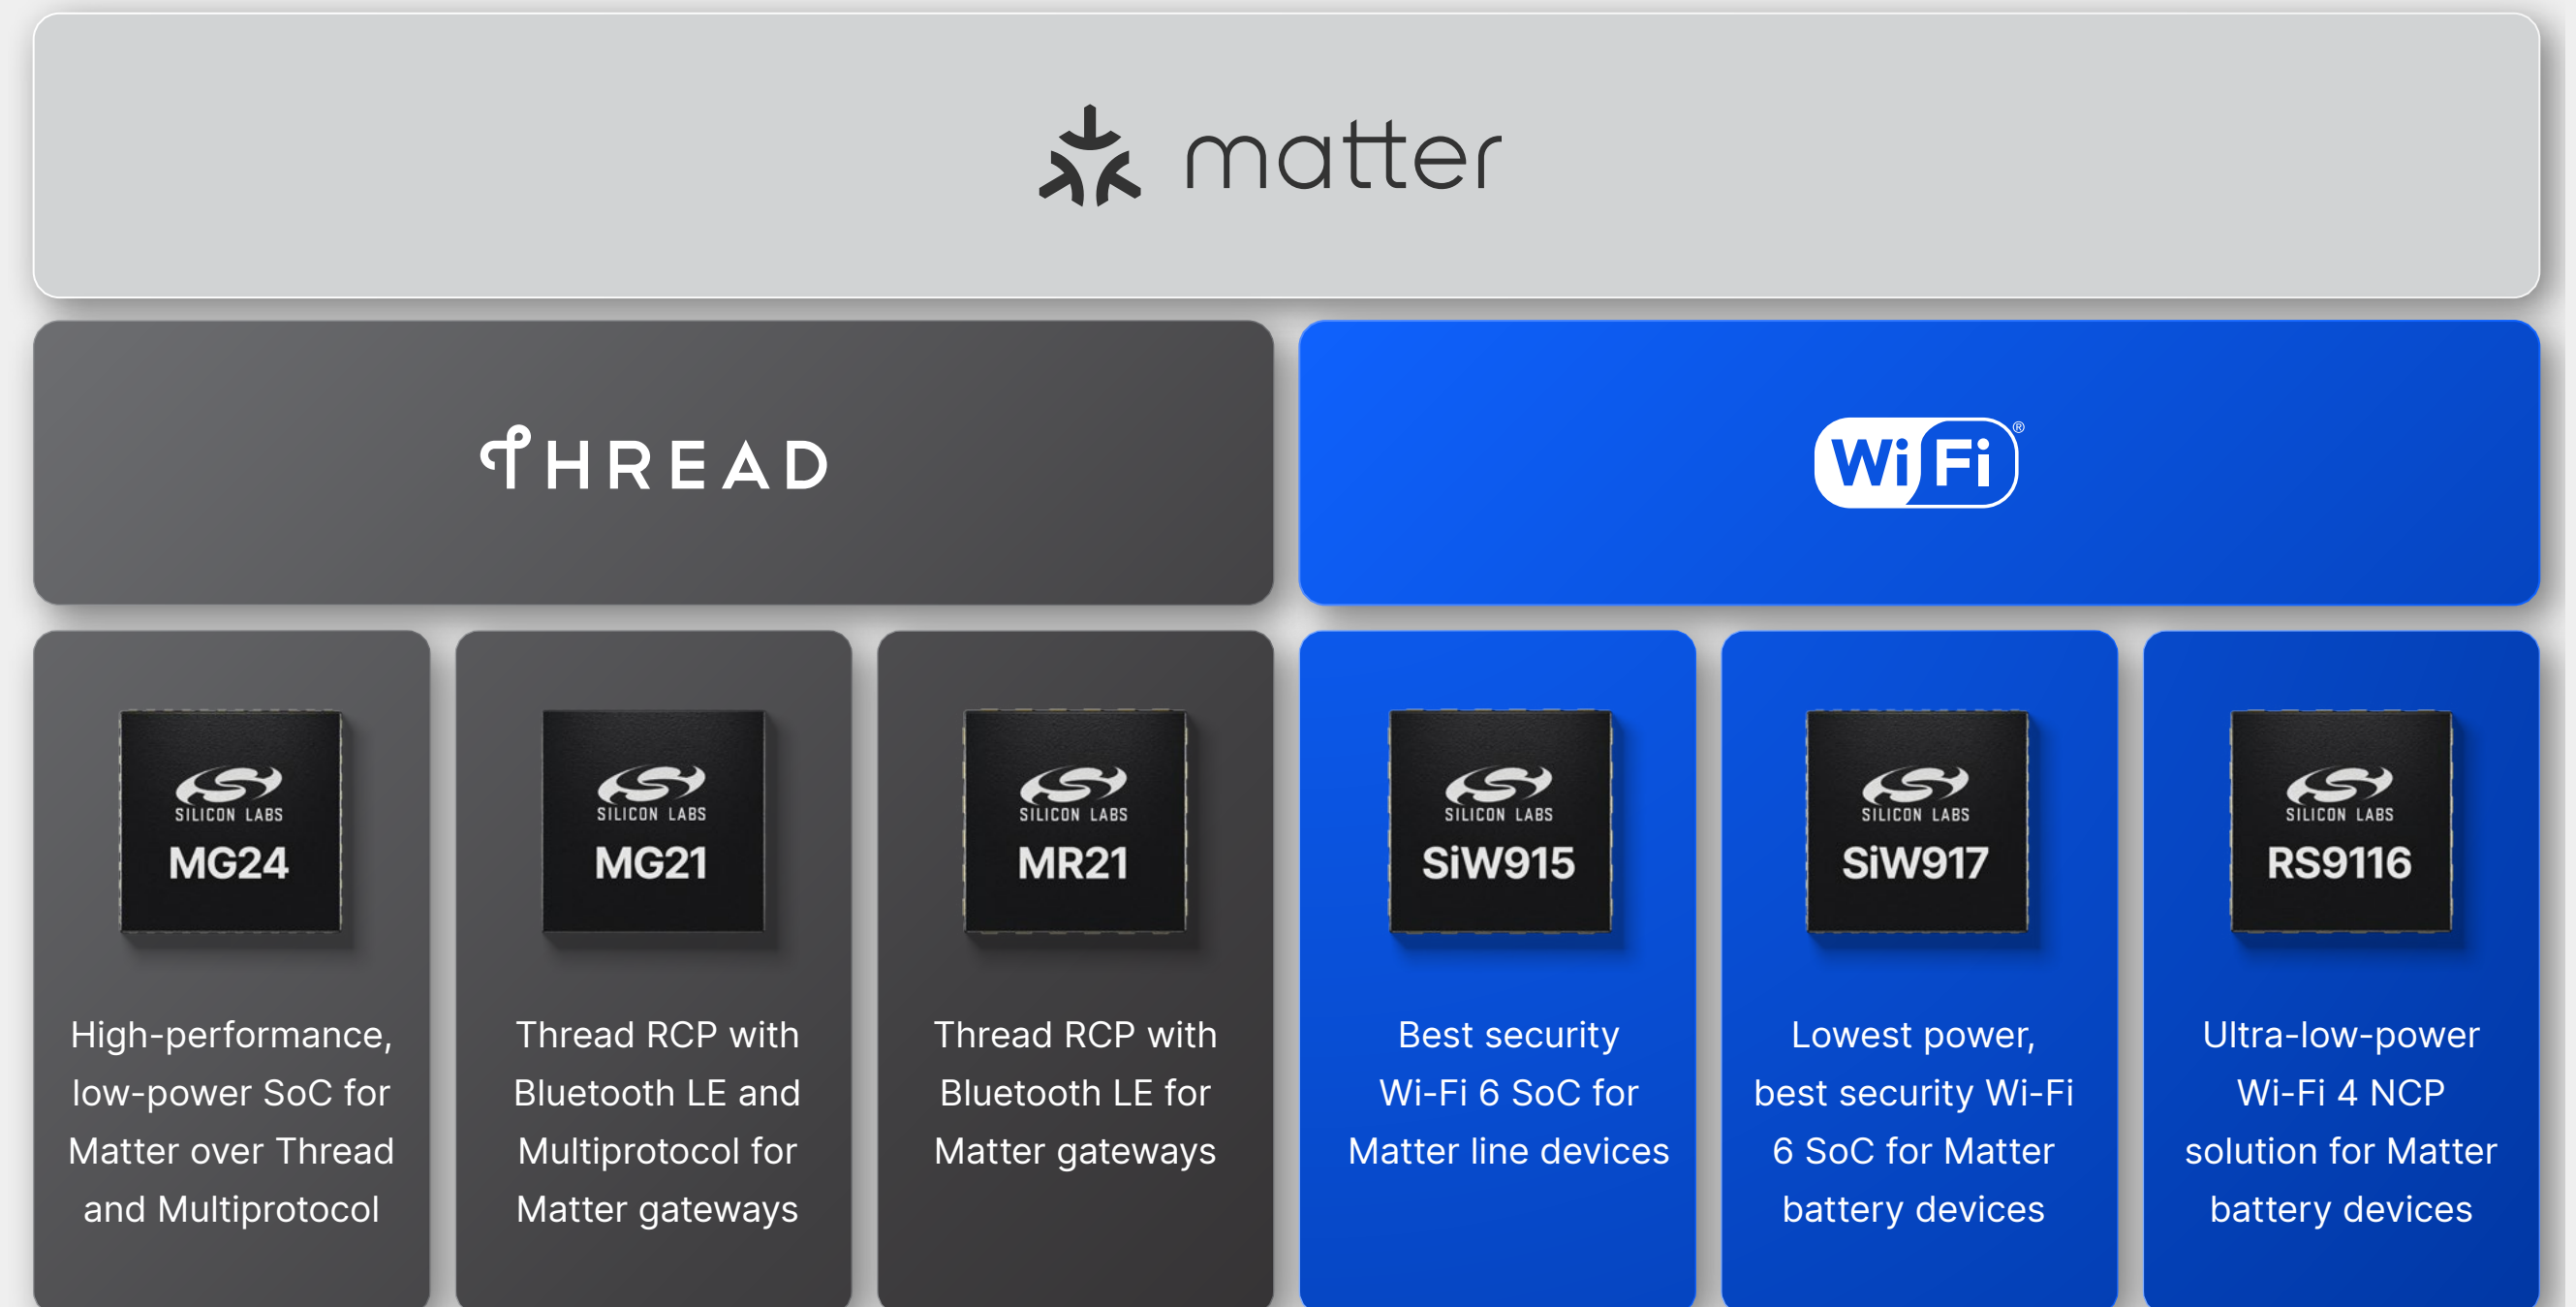 matter
THREAD
Wi Fi ®
SILICON LABS
MG24
High-performance,
low-power SoC for
Matter over Thread
and Multiprotocol
SILICON LABS
MG21
Thread RCP with
Bluetooth LE and
Multiprotocol for
Matter gateways
SILICON LABS
MR21
Thread RCP with
Bluetooth LE for
Matter gateways
SILICON LABS
SiW915
Best security
Wi-Fi 6 SoC for
Matter line devices
SILICON LABS
SiW917
Lowest power,
best security Wi-Fi
6 SoC for Matter
battery devices
SILICON LABS
RS9116
Ultra-low-power
Wi-Fi 4 NCP
solution for Matter
battery devices